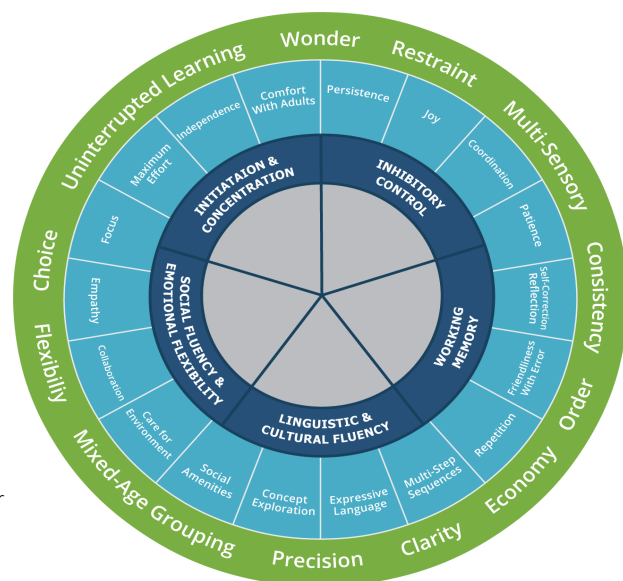 Wonder
Restraint
Multi-Sensory
Consistency
Order
Economy
Clarity
Precision
Mixed-Age Grouping
Flexibiliy
Choice
Uninterrupted Learning
Persistence
Joy
Coordination
Patience
Self-Correction
Reflection
Friendliness
With Error
Repetition
Multi-Step
Sequences
Expressive
Language
Concept
Exploration
Social
Amenities
Care for
Environment
Collaboration
Empathy
Focus
Maximum
Effort
Independence
Comfort
With Adults
INHIBITORY
CONTROL
WORKING
MEMORY
LINGUISTIC &
CULTURAL FLUENCY
SOCIAL FLUENCY &
EMOTIONAL FLEXIBILITY
INITIATAION &
CONCENTRATION